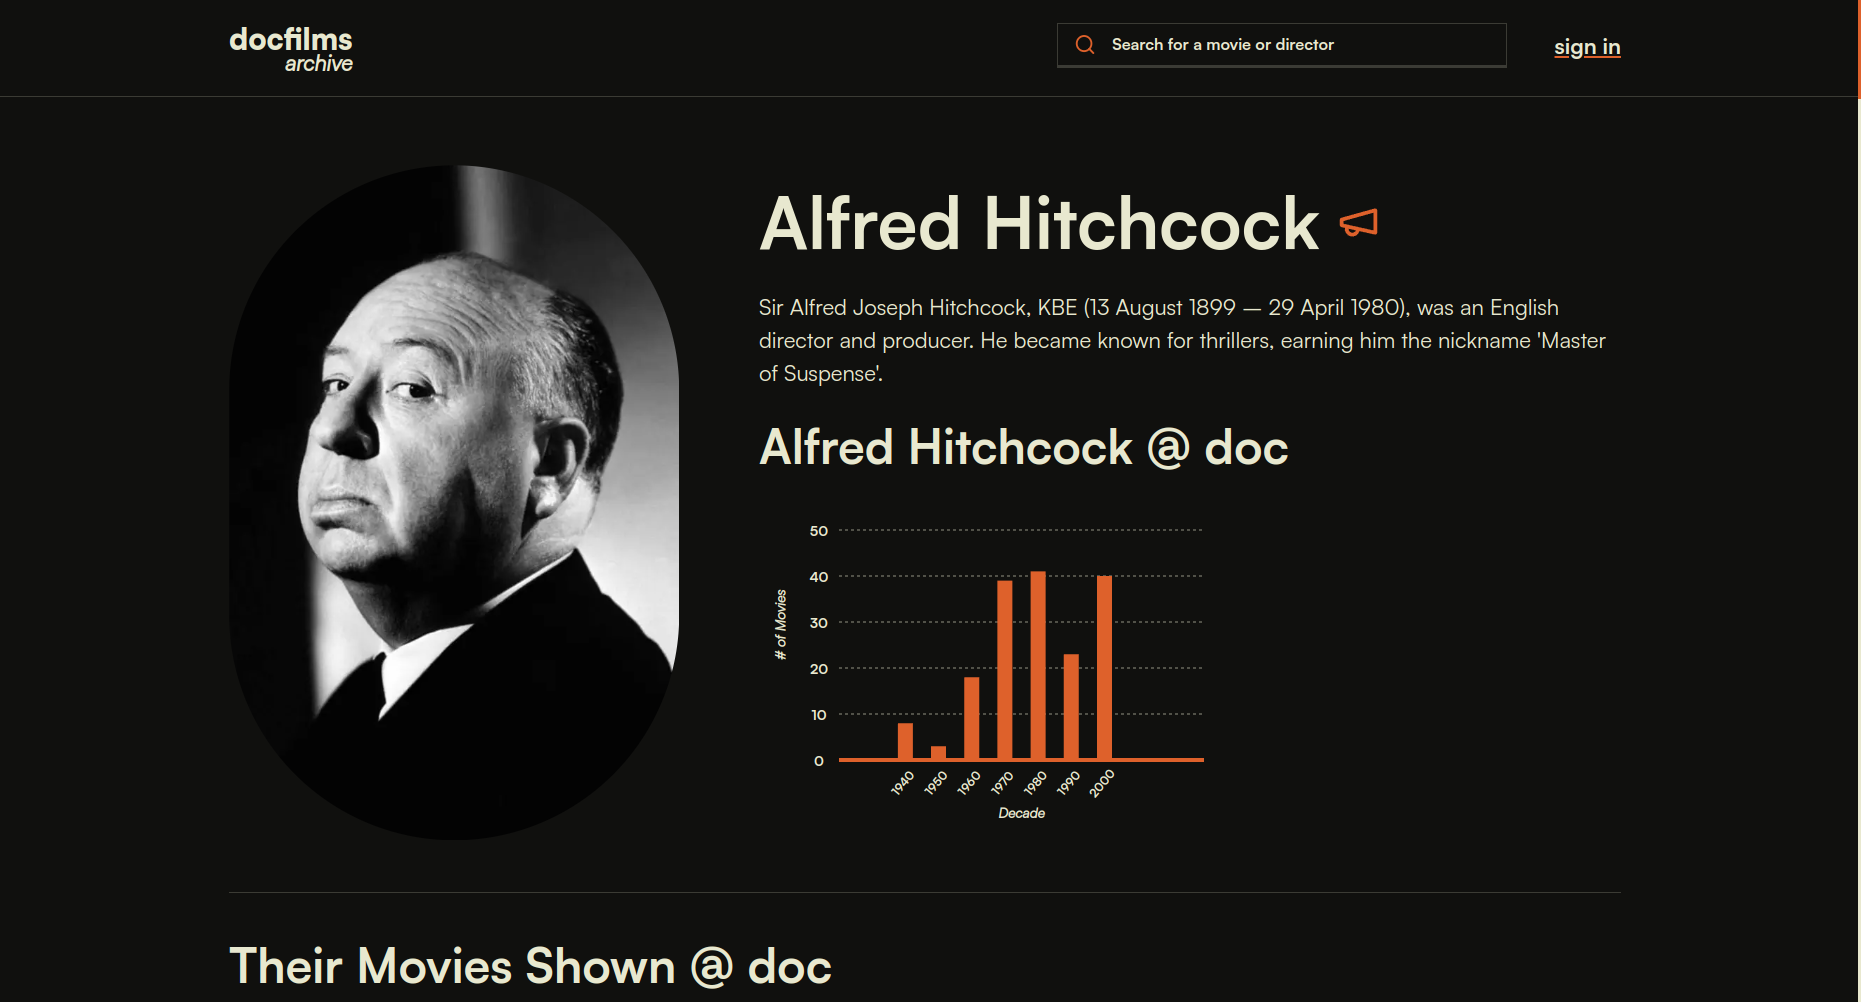 docfilms
archive
Search for a movie or director
sign in
Alfred Hitchcock
Sir Alfred Joseph Hitchcock, KBE (13 August 1899 – 29 April 1980), was an English
director and producer. He became known for thrillers, earning him the nickname 'Master
of Suspense'.
Alfred Hitchcock @ doc
50
40
30
20
10
0
# of Movies
1940 1950 1960 1970 1980 1990 2000
Decade
Their Movies Shown @ doc